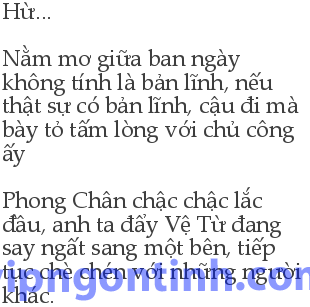 Hừ...
Nằm mơ giữa ban ngày
không tính là bản lĩnh, nếu
thật sự có bản lĩnh, cậu đi mà
bày tỏ tấm lòng với chủ công
ấy
Phong Chân chậc chậc lắc
đầu, anh ta đẩy Vệ Từ đang
say ngất sang một bên, tiếp
tục chè chén với những người
khác.
vipngontinh.com